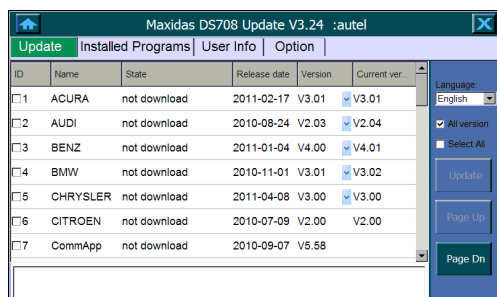 Maxidas DS708 Update V3.24 :autel
Update Installed Programs User Info Option
ID Name State Release date Version Current ver...
1 ACURA not download 2011-02-17 V3.01 V3.01
2 AUDI not download 2010-08-24 V2.03 V2.04
3 BENZ not download 2011-01-04 V4.00 V4.01
4 BMW not download 2010-11-01 V3.01 V3.02
5 CHRYSLER not download 2011-04-08 V3.00 V3.00
6 CITROEN not download 2010-07-09 V2.00 V2.00
7 CommApp not download 2010-09-07 V5.58
Language:
English
All version
Select All
Update
Page Up
Page Dn